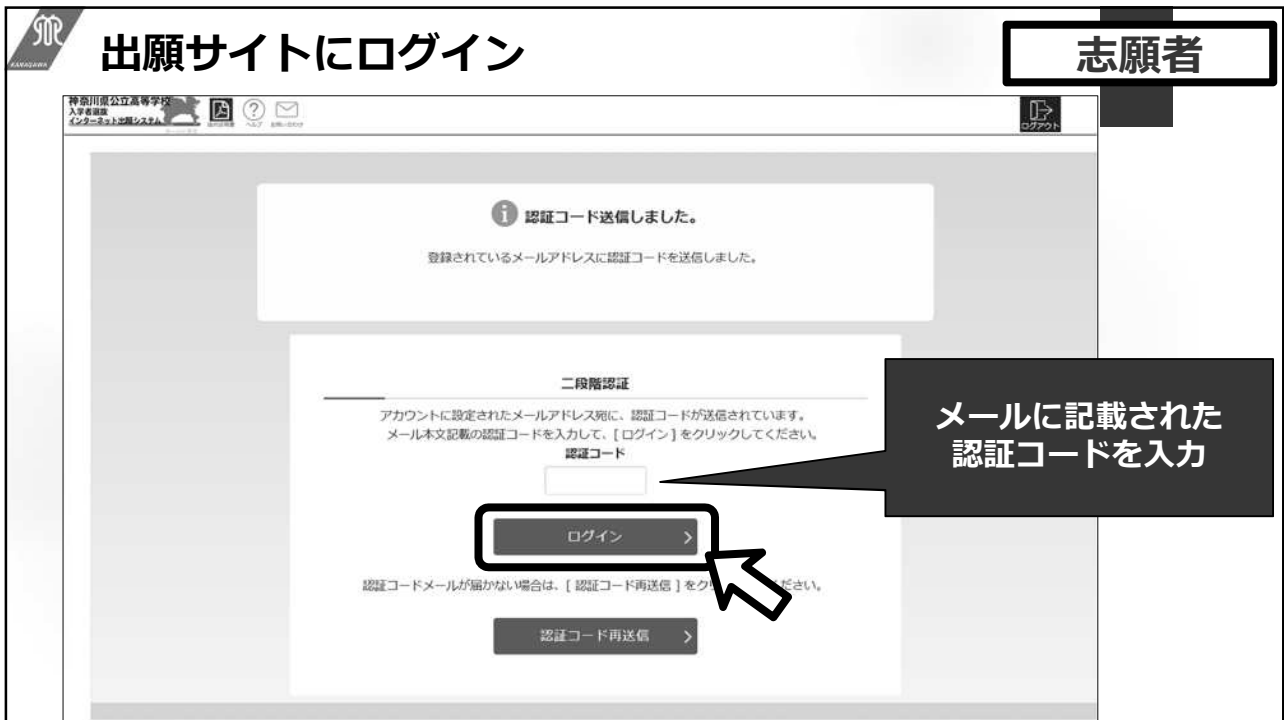 KANAGAWA
出願サイトにログイン
志願者
神奈川県公立高等学校
入学者選抜
インターネット出願システム
ヘルプ
お問い合わせ
ログアウト
認証コード送信しました。
登録されているメールアドレスに認証コードを送信しました。
二段階認証
アカウントに設定されたメールアドレス宛に、認証コードが送信されています。
メール本文記載の認証コードを入力して、[ ログイン ] をクリックしてください。
認証コード
メールに記載された
認証コードを入力
ログイン
認証コードメールが届かない場合は、[ 認証コード再送信 ] をク ださい。
認証コード再送信